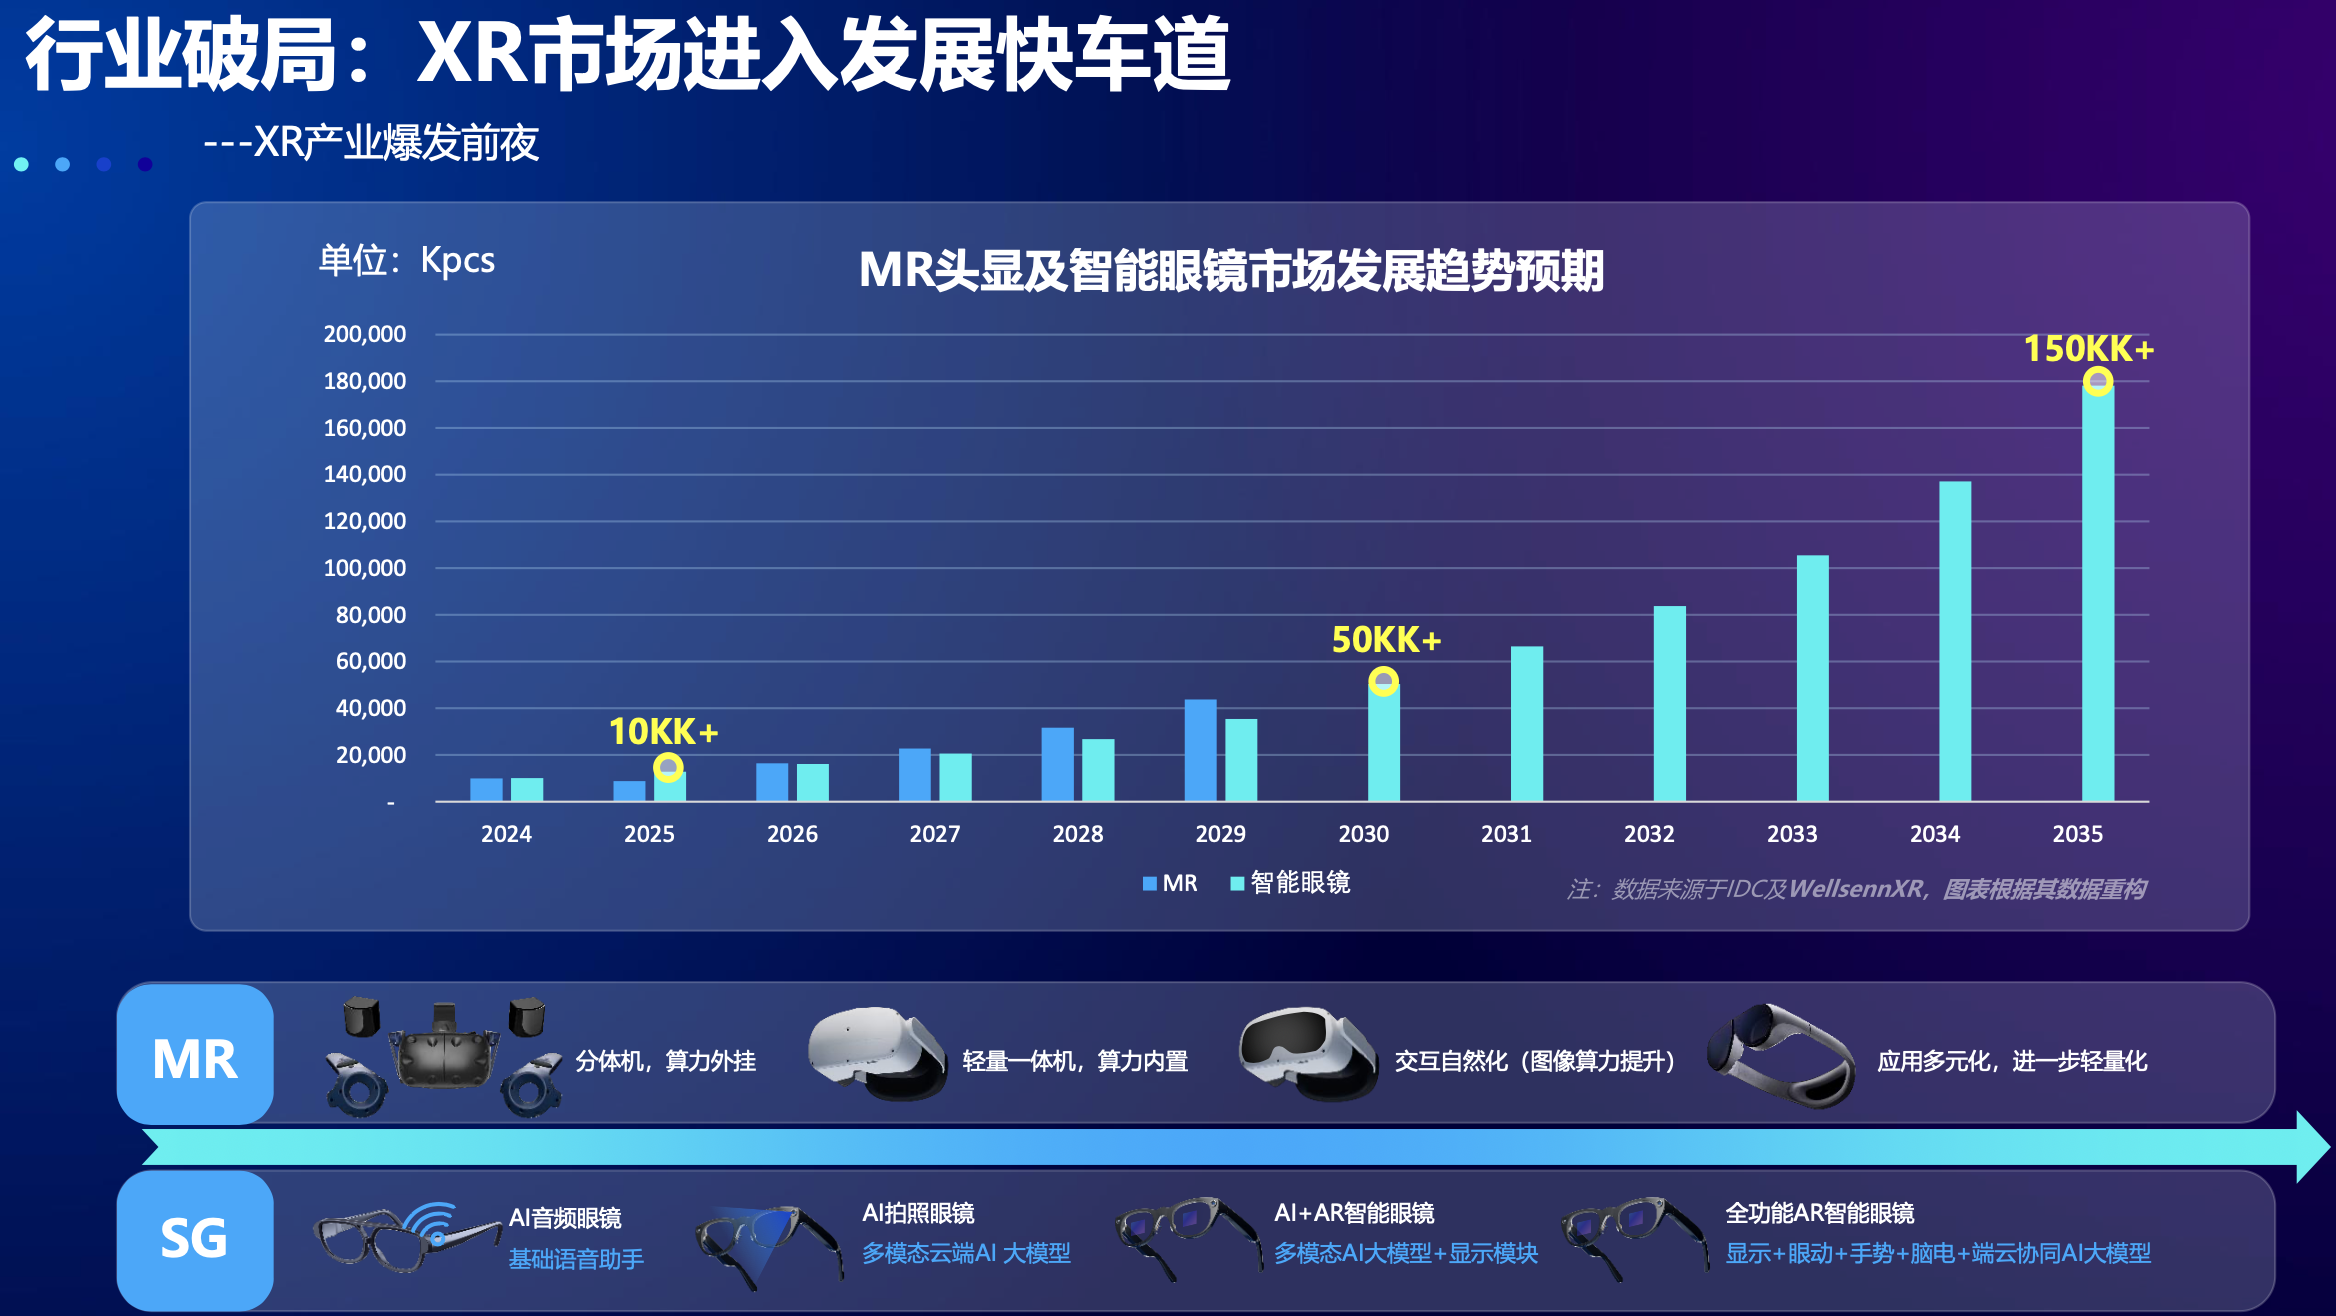 行业破局：XR市场进入发展快车道
---XR产业爆发前夜
单位：Kpcs
MR头显及智能眼镜市场发展趋势预期
200,000
180,000
160,000
140,000
120,000
100,000
80,000
60,000
40,000
20,000
-
10KK+
50KK+
150KK+
2024 2025 2026 2027 2028 2029 2030 2031 2032 2033 2034 2035
MR 智能眼镜
注：数据来源于IDC及WellsennXR，图表根据其数据重构
MR
分体机，算力外挂
轻量一体机，算力内置
交互自然化（图像算力提升）
应用多元化，进一步轻量化
SG
AI音频眼镜
基础语音助手
AI拍照眼镜
多模态云端AI 大模型
AI+AR智能眼镜
多模态AI大模型+显示模块
全功能AR智能眼镜
显示+眼动+手势+脑电+端云协同AI大模型